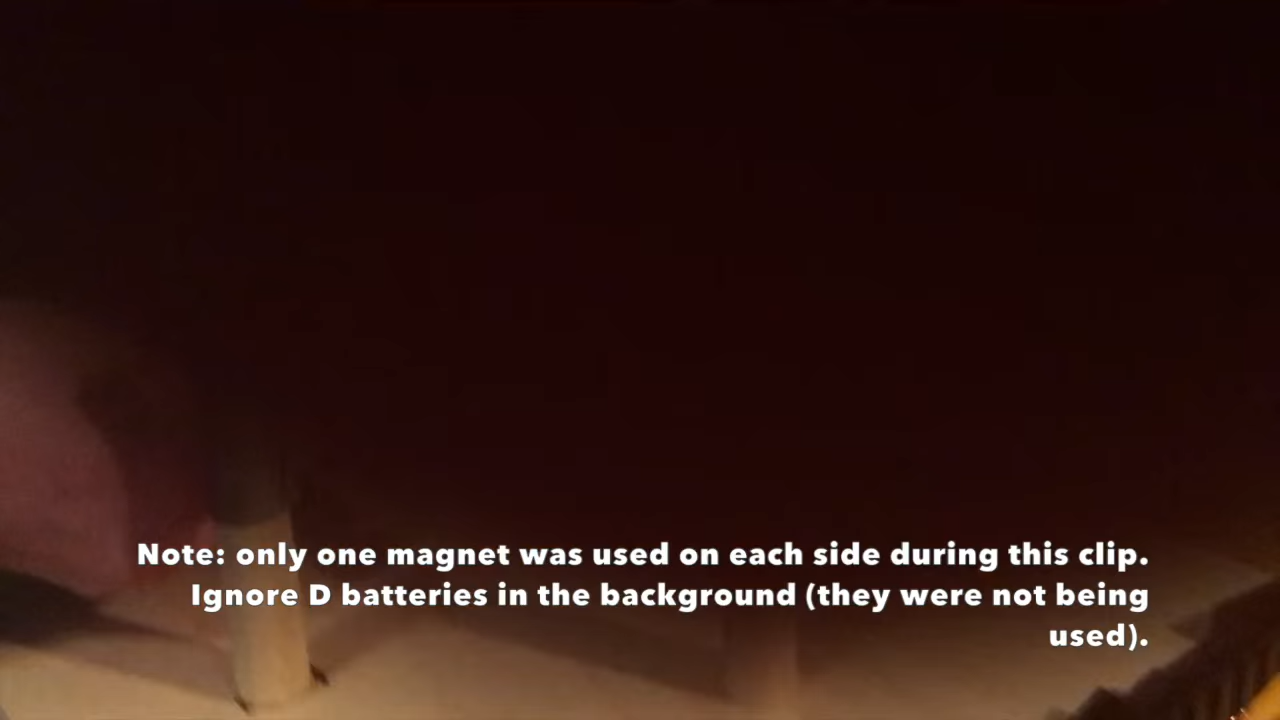 Note: only one magnet was used on each side during this clip.
Ignore D batteries in the background (they were not being
used).